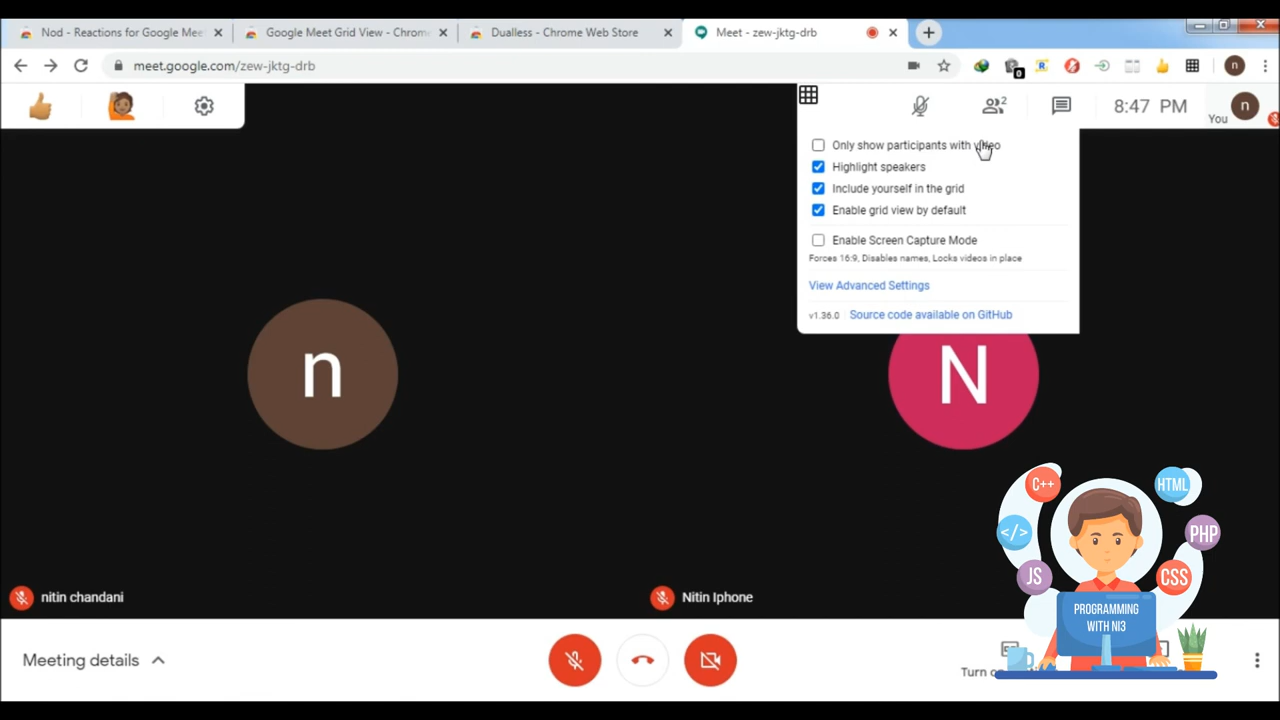 Nod - Reactions for Google Mee
Google Meet Grid View - Chrom
Dualless - Chrome Web Store
Meet - zew-jktg-drb
meet.google.com/zew-jktg-drb
0
R
n
2
8:47 PM
You
n
Only show participants with video
Highlight speakers
Include yourself in the grid
Enable grid view by default
Enable Screen Capture Mode
Forces 16:9, Disables names, Locks videos in place
View Advanced Settings
v1.36.0
Source code available on GitHub
n
N
C++
HTML
</>
PHP
JS
CSS
PROGRAMMING
WITH NI3
nitin chandani
Nitin Iphone
Meeting details
Turn